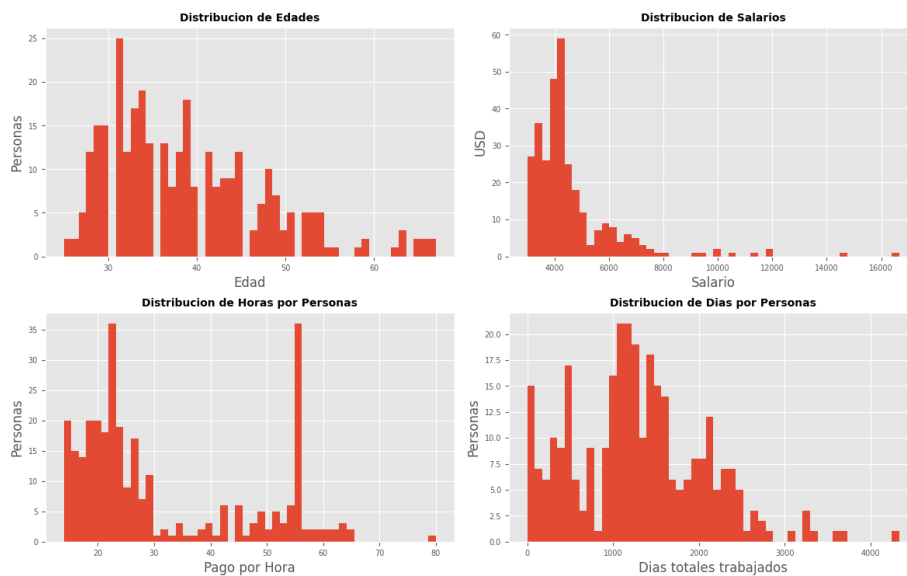 Distribucion de Edades
25
20
15
10
5
0
Personas
30 40 50 60
Edad
Distribucion de Salarios
60
50
40
30
20
10
0
USD
4000 6000 8000 10000 12000 14000 16000
Salario
Distribucion de Horas por Personas
35
30
25
20
15
10
5
0
Personas
20 30 40 50 60 70 80
Pago por Hora
Distribucion de Dias por Personas
20.0
17.5
15.0
12.5
10.0
7.5
5.0
2.5
0.0
Personas
0 1000 2000 3000 4000
Dias totales trabajados